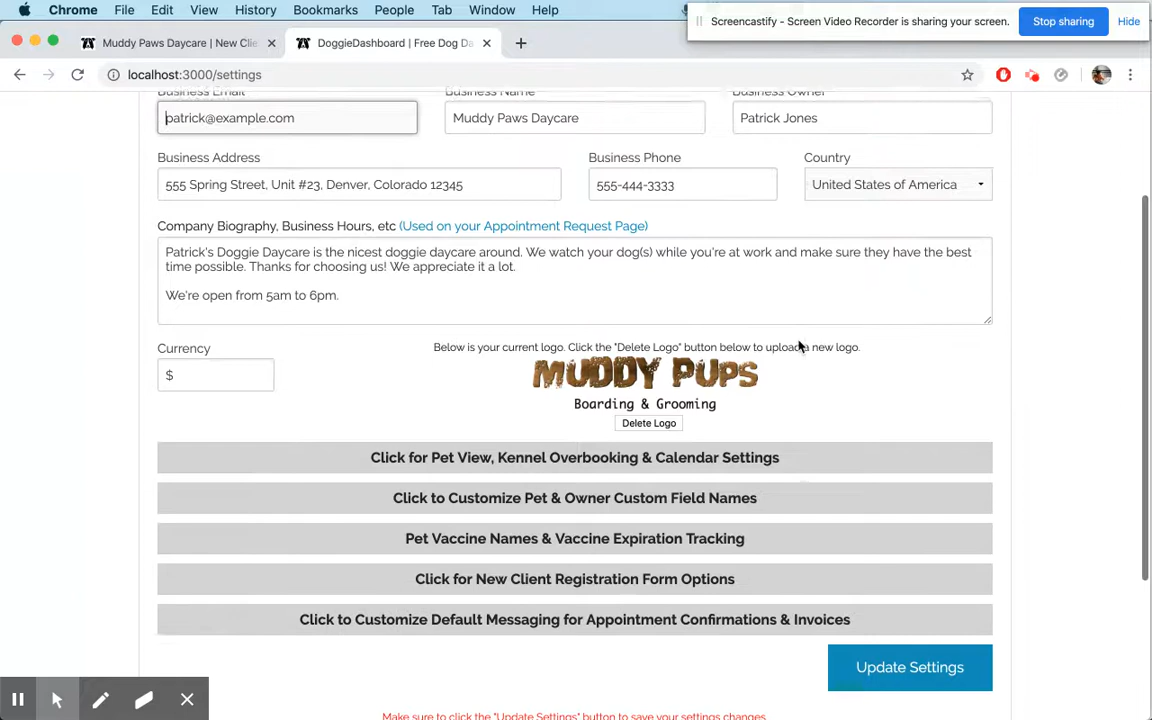 Chrome File Edit View History Bookmarks People Tab Window Help
Screencastify - Screen Video Recorder is sharing your screen. Stop sharing Hide
Muddy Paws Daycare | New Clie
DoggieDashboard | Free Dog Da
localhost:3000/settings
Business Email Business Name Business Owner
patrick@example.com Muddy Paws Daycare Patrick Jones
Business Address Business Phone Country
555 Spring Street, Unit #23, Denver, Colorado 12345 555-444-3333 United States of America
Company Biography, Business Hours, etc (Used on your Appointment Request Page)
Patrick's Doggie Daycare is the nicest doggie daycare around. We watch your dog(s) while you're at work and make sure they have the best
time possible. Thanks for choosing us! We appreciate it a lot.
We're open from 5am to 6pm.
Currency Below is your current logo. Click the "Delete Logo" button below to upload a new logo.
$
MUDDY PUPS
Boarding & Grooming
Delete Logo
Click for Pet View, Kennel Overbooking & Calendar Settings
Click to Customize Pet & Owner Custom Field Names
Pet Vaccine Names & Vaccine Expiration Tracking
Click for New Client Registration Form Options
Click to Customize Default Messaging for Appointment Confirmations & Invoices
Update Settings
Make sure to click the "Update Settings" button to save your settings changes